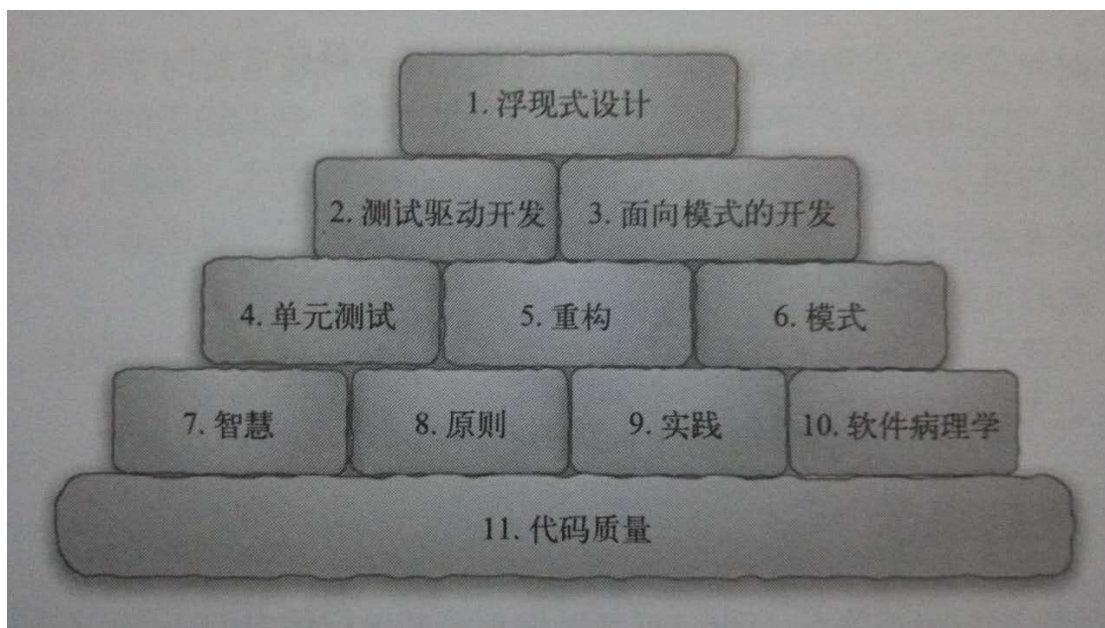 1. 浮现式设计
2. 测试驱动开发
3. 面向模式的开发
4. 单元测试
5. 重构
6. 模式
7. 智慧
8. 原则
9. 实践
10. 软件病理学
11. 代码质量